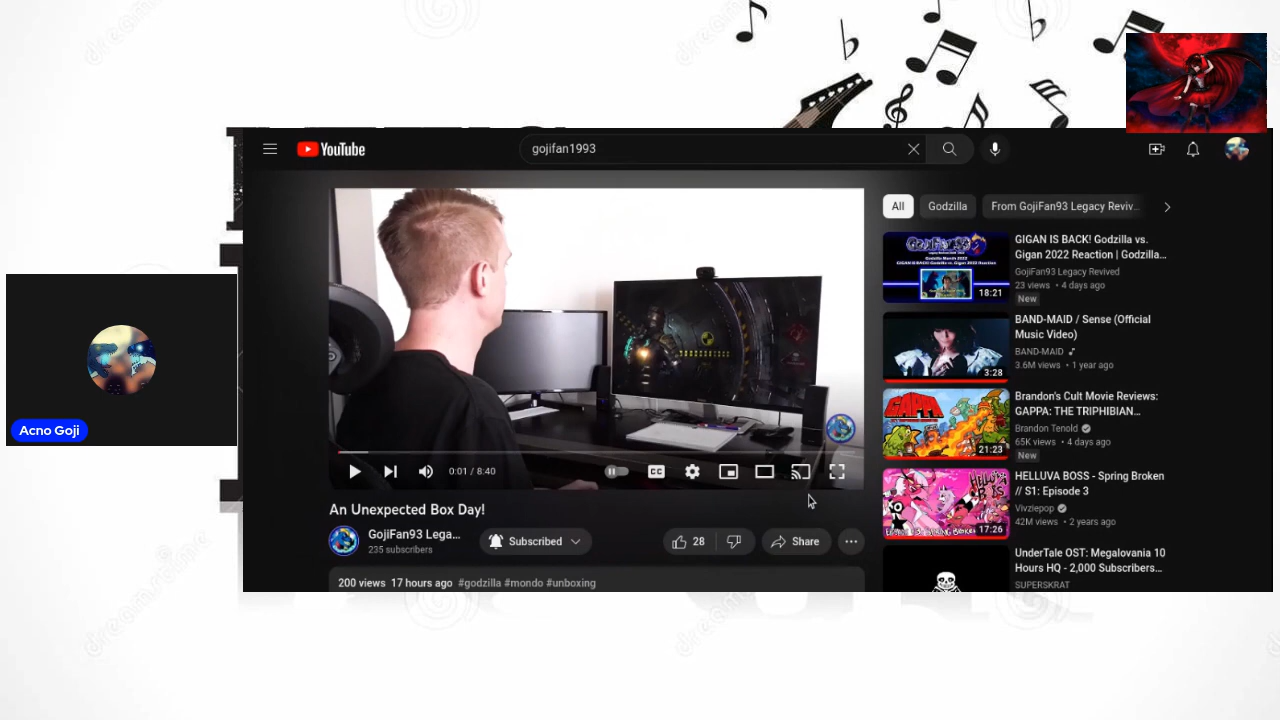 YouTube
gojifan1993
All
Godzilla
From GojiFan93 Legacy Reviv...
GIGAN IS BACK! Godzilla vs.
Gigan 2022 Reaction | Godzilla...
GojiFan93 Legacy Revived
23 views • 4 days ago
New
18:21
BAND-MAID / Sense (Official
Music Video)
BAND-MAID
3.6M views • 1 year ago
3:28
Brandon's Cult Movie Reviews:
GAPPA: THE TRIPHIBIAN...
Brandon Tenold
65K views • 4 days ago
New
GAPPA
21:23
HELLUVA BOSS - Spring Broken
// S1: Episode 3
Vivziepop
42M views • 2 years ago
17:26
UnderTale OST: Megalovania 10
Hours HQ - 2,000 Subscribers...
SUPERSKRAT
Acno Goji
0:01 / 8:40
CC
An Unexpected Box Day!
GojiFan93 Lega...
235 subscribers
Subscribed
28
Share
200 views 17 hours ago #godzilla #mondo #unboxing